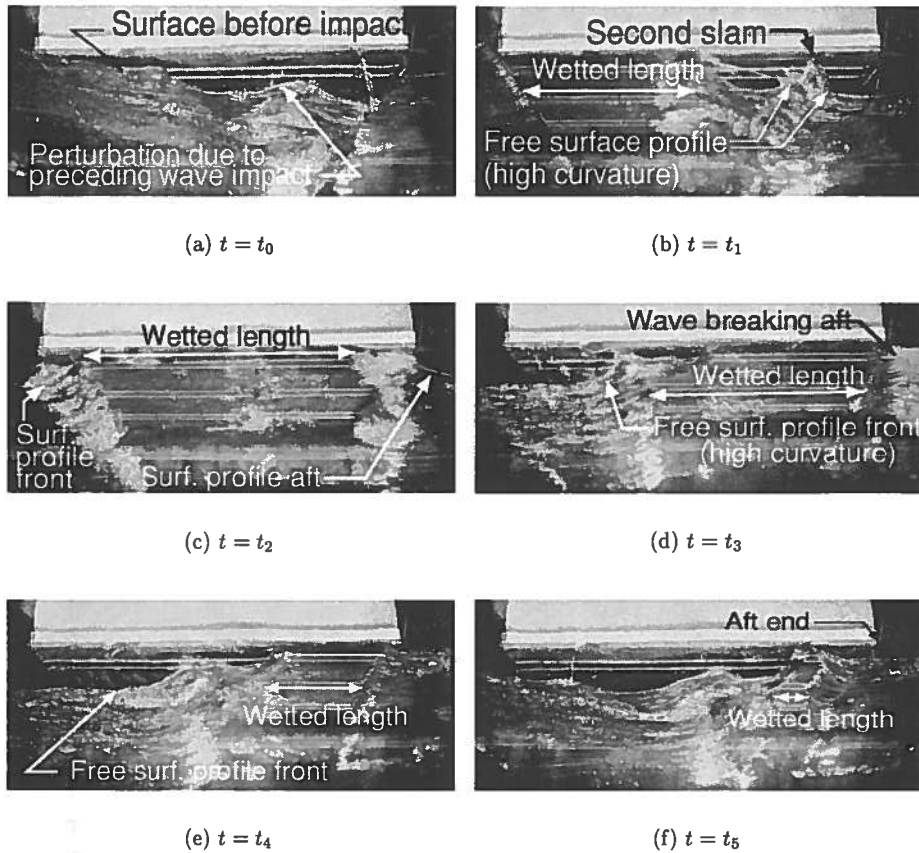 Surface before impact
Perturbation due to
preceding wave impact
(a) t = t₀
Second slam
Wetted length
Free surface profile
(high curvature)
(b) t = t₁
Wetted length
Surf.
profile
front
Surf. profile aft
(c) t = t₂
Wave breaking aft
Wetted length
Free surf. profile front
(high curvature)
(d) t = t₃
Wetted length
Free surf. profile front
(e) t = t₄
Aft end
Wetted length
(f) t = t₅